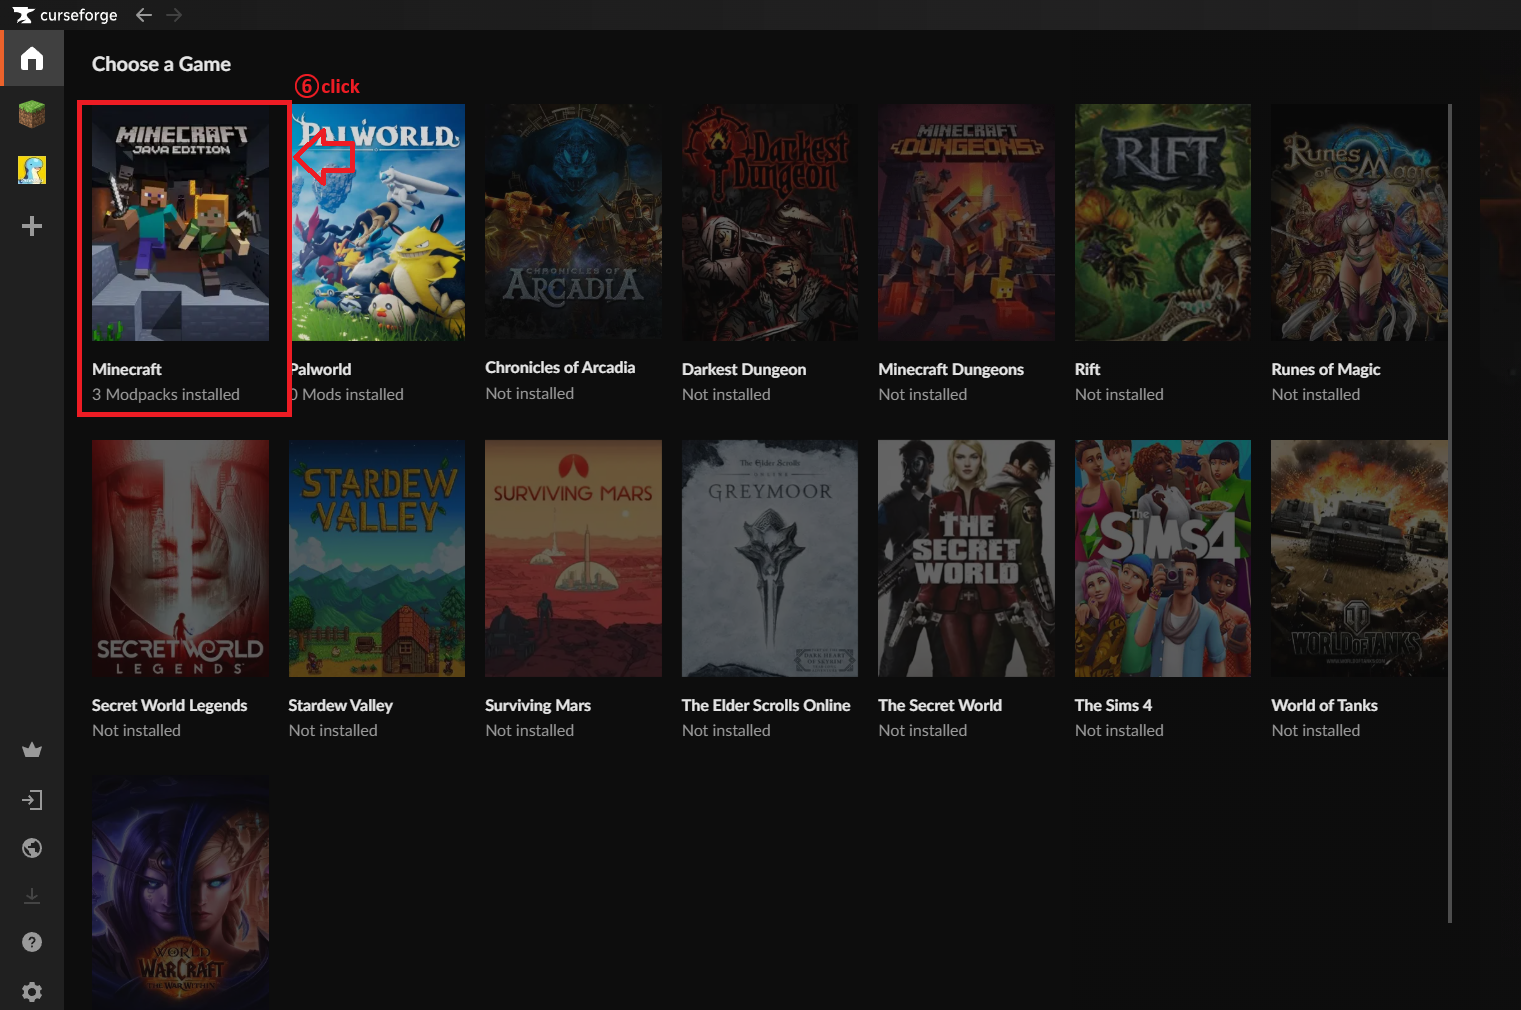 curseforge
Choose a Game
⑥click
MINECRAFT
JAVA EDITION
PALWORLD
CHRONICLES OF
ARCADIA
Darkest
Dungeon
MINECRAFT
DUNGEONS
RIFT
Runes
of Magic
Minecraft
3 Modpacks installed
Palworld
0 Mods installed
Chronicles of Arcadia
Not installed
Darkest Dungeon
Not installed
Minecraft Dungeons
Not installed
Rift
Not installed
Runes of Magic
Not installed
SECRET WORLD
LEGENDS
STARDEW
VALLEY
SURVIVING MARS
The Elder Scrolls
ONLINE
GREYMOOR
DARK HEART
OF SKYRIM
THE
SECRET
WORLD
The
SIMS 4
WORLD OF TANKS
Secret World Legends
Not installed
Stardew Valley
Not installed
Surviving Mars
Not installed
The Elder Scrolls Online
Not installed
The Secret World
Not installed
The Sims 4
Not installed
World of Tanks
Not installed
WORLD
WARCRAFT
THE WAR WITHIN
?